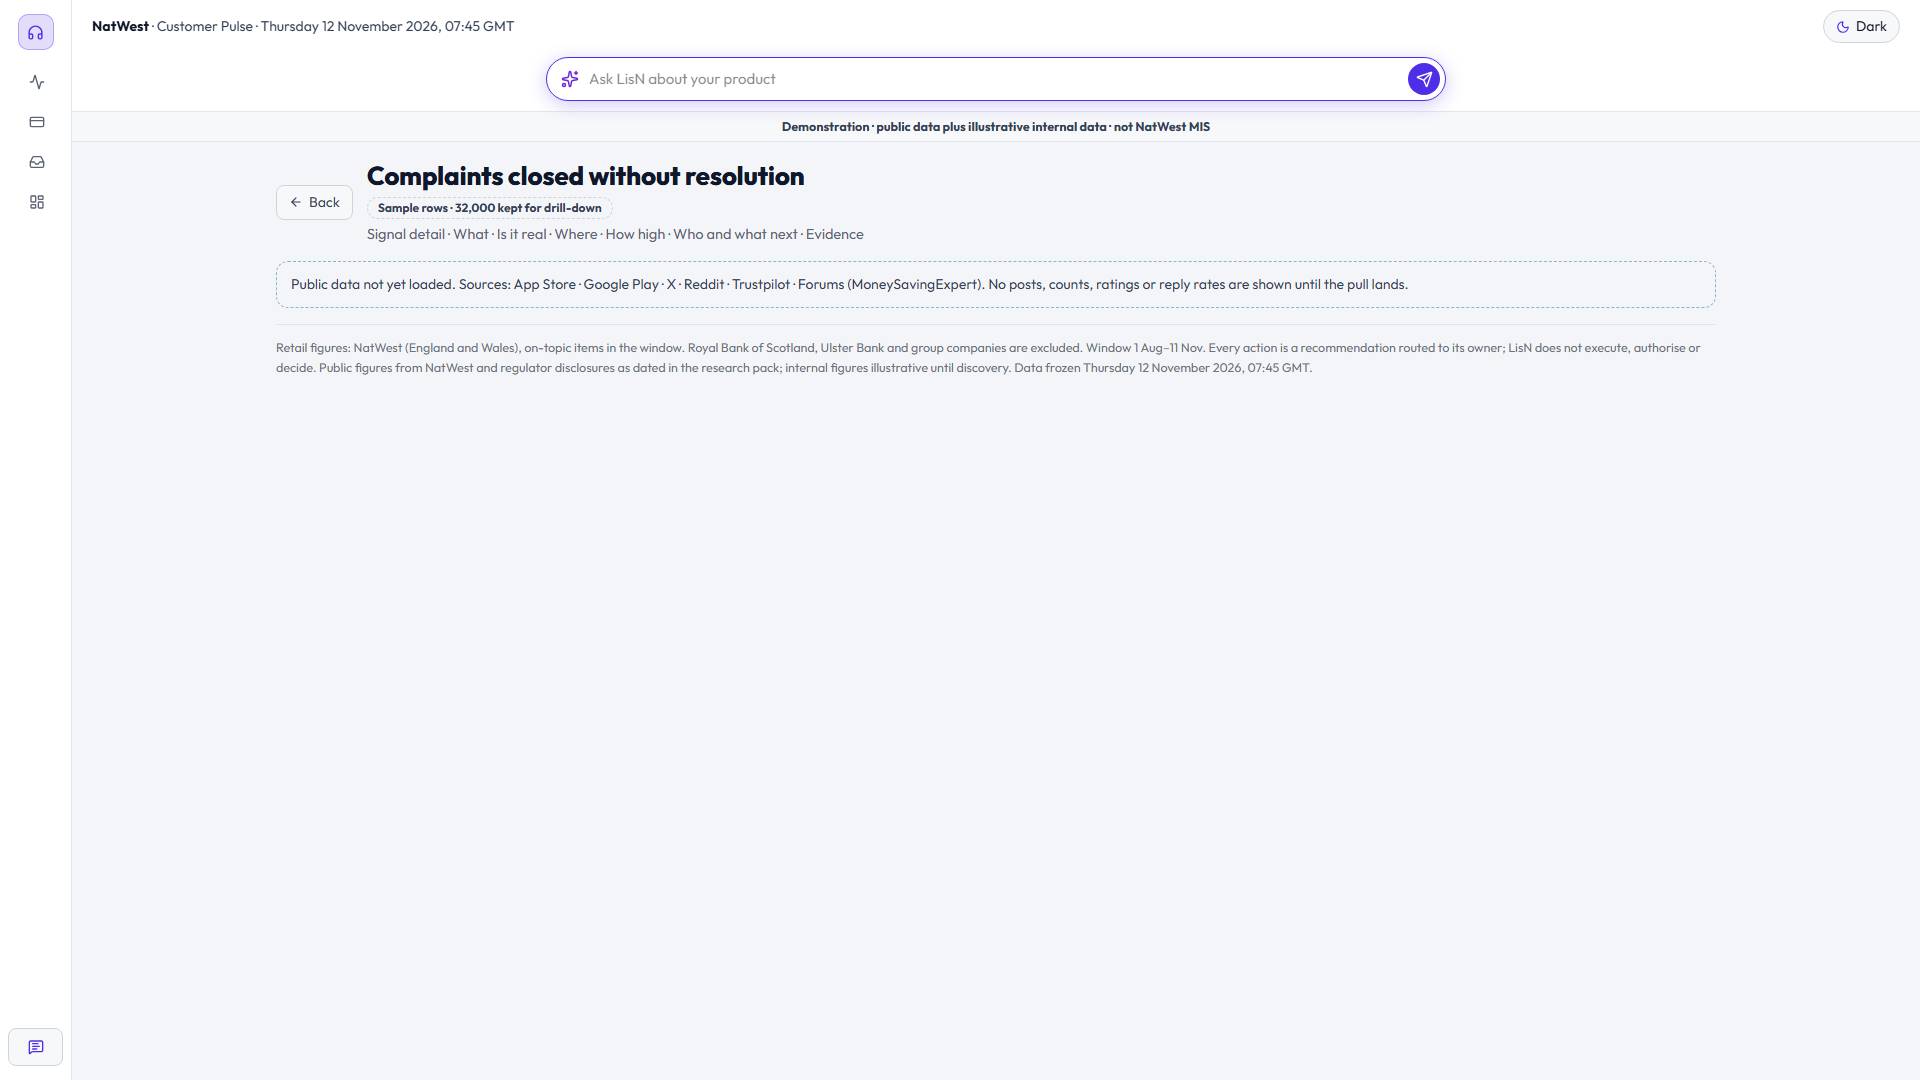 NatWest · Customer Pulse · Thursday 12 November 2026, 07:45 GMT
Dark
Ask LisN about your product
Demonstration · public data plus illustrative internal data · not NatWest MIS
Back
Complaints closed without resolution
Sample rows · 32,000 kept for drill-down
Signal detail · What · Is it real · Where · How high · Who and what next · Evidence
Public data not yet loaded. Sources: App Store · Google Play · X · Reddit · Trustpilot · Forums (MoneySavingExpert). No posts, counts, ratings or reply rates are shown until the pull lands.
Retail figures: NatWest (England and Wales), on-topic items in the window. Royal Bank of Scotland, Ulster Bank and group companies are excluded. Window 1 Aug–11 Nov. Every action is a recommendation routed to its owner; LisN does not execute, authorise or
decide. Public figures from NatWest and regulator disclosures as dated in the research pack; internal figures illustrative until discovery. Data frozen Thursday 12 November 2026, 07:45 GMT.